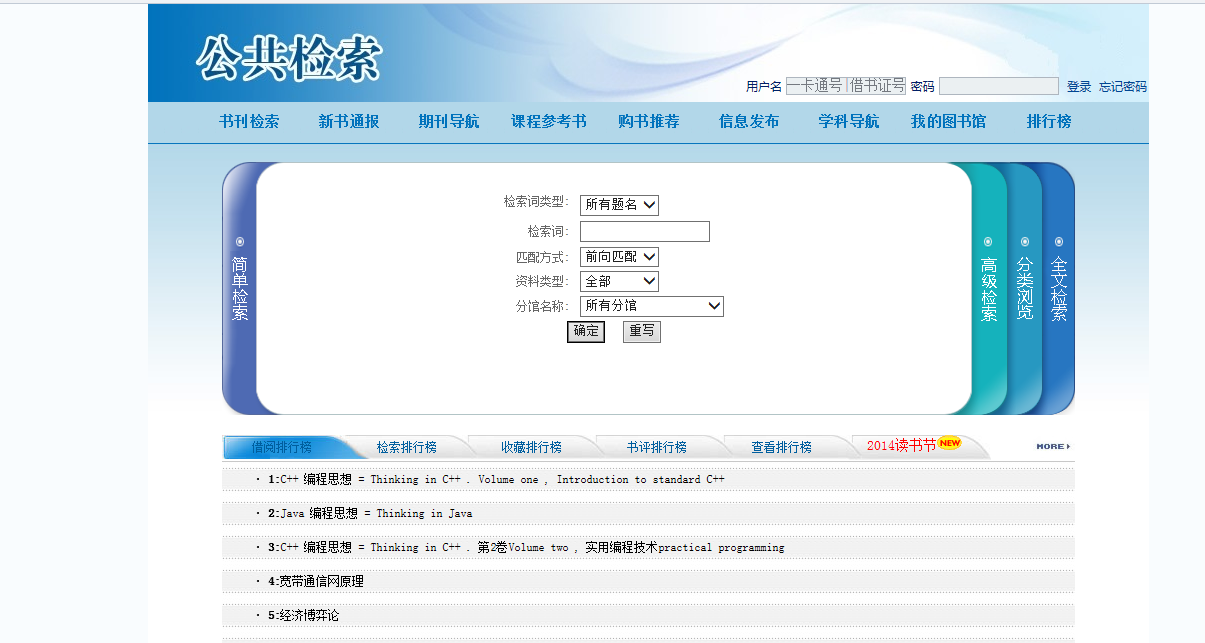 公共检索
用户名 一卡通号|借书证号 密码 登录 忘记密码
书刊检索 新书通报 期刊导航 课程参考书 购书推荐 信息发布 学科导航 我的图书馆 排行榜
简单检索
检索词类型： 所有题名
检索词：
匹配方式： 前向匹配
资料类型： 全部
分馆名称： 所有分馆
确定 重写
高级检索
分类浏览
全文检索
借阅排行榜 检索排行榜 收藏排行榜 书评排行榜 查看排行榜 2014读书节 NEW MORE
· 1:C++ 编程思想 = Thinking in C++ . Volume one , Introduction to standard C++
· 2:Java 编程思想 = Thinking in Java
· 3:C++ 编程思想 = Thinking in C++ . 第2卷Volume two , 实用编程技术practical programming
· 4:宽带通信网原理
· 5:经济博弈论